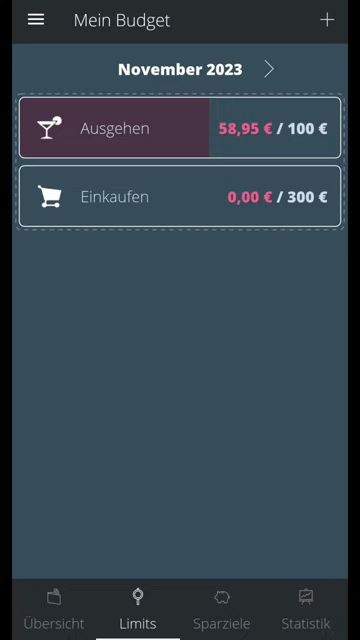 Mein Budget
November 2023
Ausgehen 58,95 € / 100 €
Einkaufen 0,00 € / 300 €
Übersicht Limits Sparziele Statistik